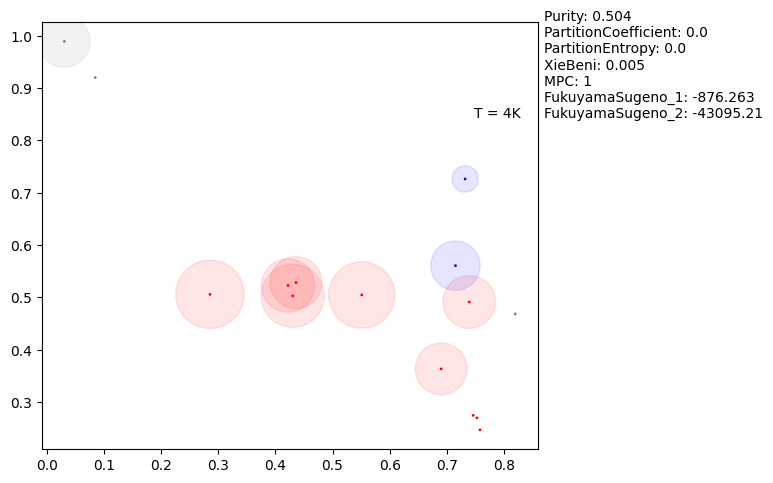 Purity: 0.504
PartitionCoefficient: 0.0
PartitionEntropy: 0.0
XieBeni: 0.005
MPC: 1
FukuyamaSugeno_1: -876.263
FukuyamaSugeno_2: -43095.21
T = 4K
1.0
0.9
0.8
0.7
0.6
0.5
0.4
0.3
0.0 0.1 0.2 0.3 0.4 0.5 0.6 0.7 0.8